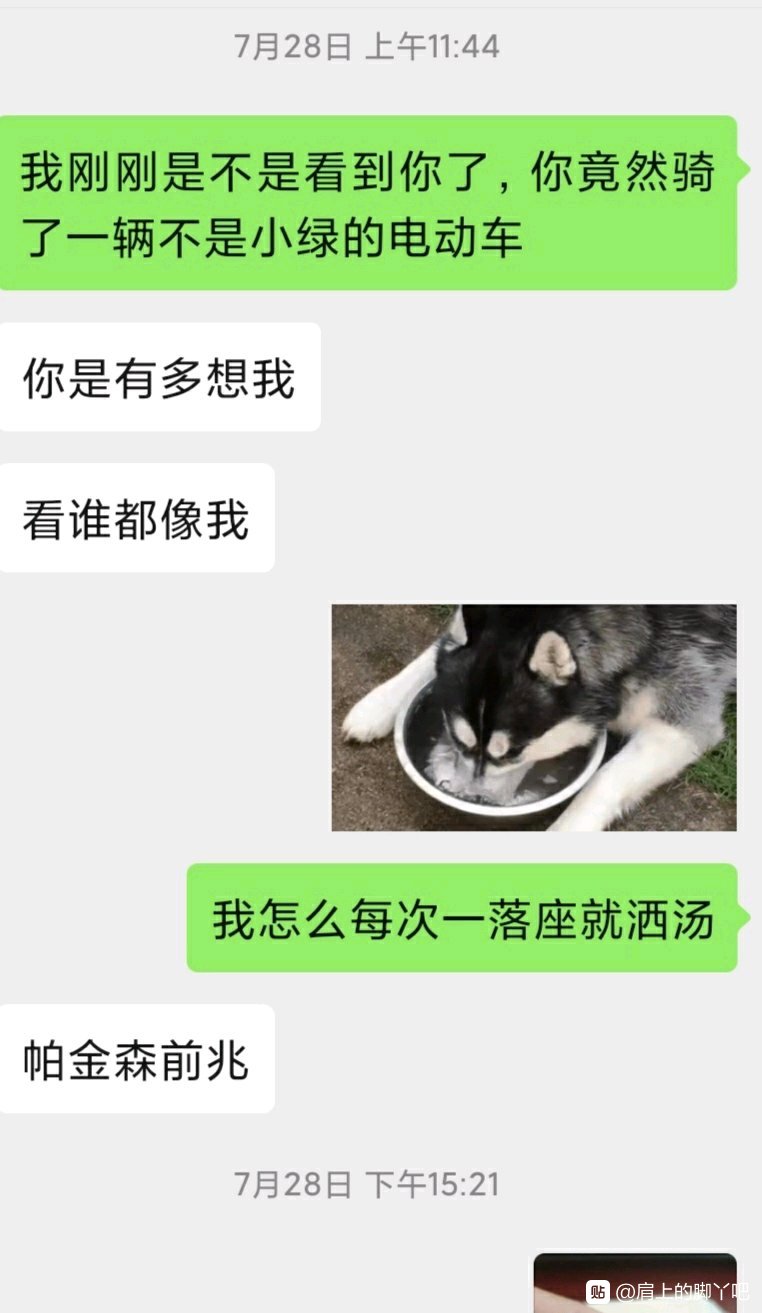 7月28日 上午11:44
我刚刚是不是看到你了，你竟然骑
了一辆不是小绿的电动车
你是有多想我
看谁都像我
我怎么每次一落座就洒汤
帕金森前兆
7月28日 下午15:21
贴 @肩上的脚丫吧